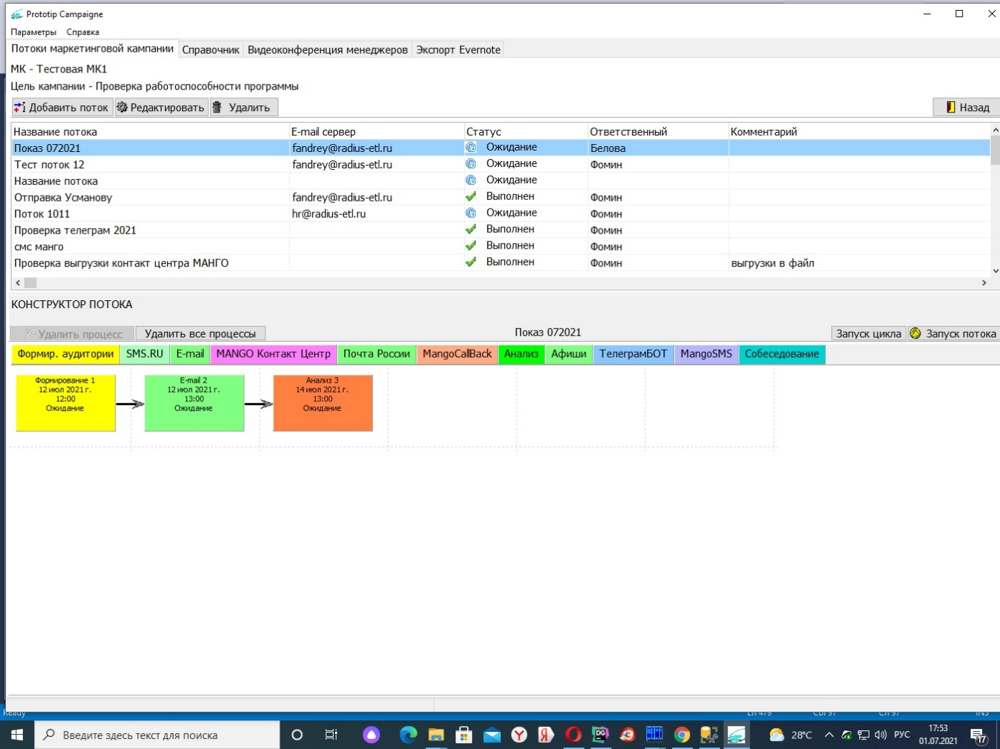 Prototip Campaigne
Параметры Справка
Потоки маркетинговой кампании Справочник Видеоконференция менеджеров Экспорт Evernote
МК - Тестовая МК1
Цель кампании - Проверка работоспособности программы
Добавить поток Редактировать Удалить Назад
Название потока E-mail сервер Статус Ответственный Комментарий
Показ 072021 fandrey@radius-etl.ru Ожидание Белова
Тест поток 12 fandrey@radius-etl.ru Ожидание Фомин
Название потока Ожидание
Отправка Усманову fandrey@radius-etl.ru Выполнен Фомин
Поток 1011 hr@radius-etl.ru Ожидание Фомин
Проверка телеграм 2021 Выполнен Фомин
смс манго Выполнен Фомин
Проверка выгрузки контакт центра МАНГО Выполнен Фомин выгрузки в файл
КОНСТРУКТОР ПОТОКА
Удалить процесс Удалить все процессы Показ 072021 Запуск цикла Запуск потока
Формир. аудитории SMS.RU E-mail MANGO Контакт Центр Почта России MangoCallBack Анализ Афиши ТелеграмБОТ MangoSMS Собеседование
Формирование 1 E-mail 2 Анализ 3
12 июл 2021 г. 12 июл 2021 г. 14 июл 2021 г.
12:00 13:00 13:00
Ожидание Ожидание Ожидание
Ready Ln 479 Col 97 Ch 97 INS
Введите здесь текст для поиска 28°C РУС 17:53
01.07.2021 17